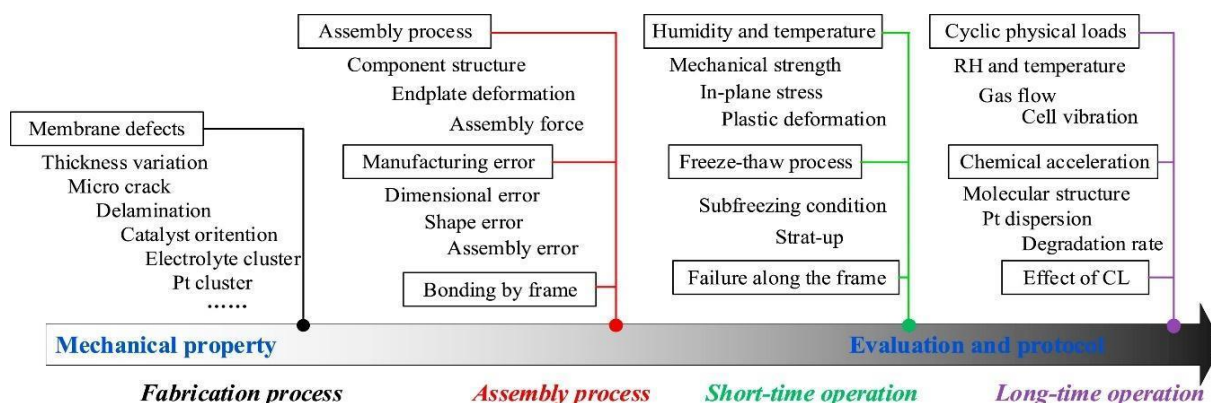 Membrane defects
Thickness variation
Micro crack
Delamination
Catalyst oritention
Electrolyte cluster
Pt cluster
......
Assembly process
Component structure
Endplate deformation
Assembly force
Manufacturing error
Dimensional error
Shape error
Assembly error
Bonding by frame
Humidity and temperature
Mechanical strength
In-plane stress
Plastic deformation
Freeze-thaw process
Subfreezing condition
Strat-up
Failure along the frame
Cyclic physical loads
RH and temperature
Gas flow
Cell vibration
Chemical acceleration
Molecular structure
Pt dispersion
Degradation rate
Effect of CL
Mechanical property
Evaluation and protocol
Fabrication process
Assembly process
Short-time operation
Long-time operation